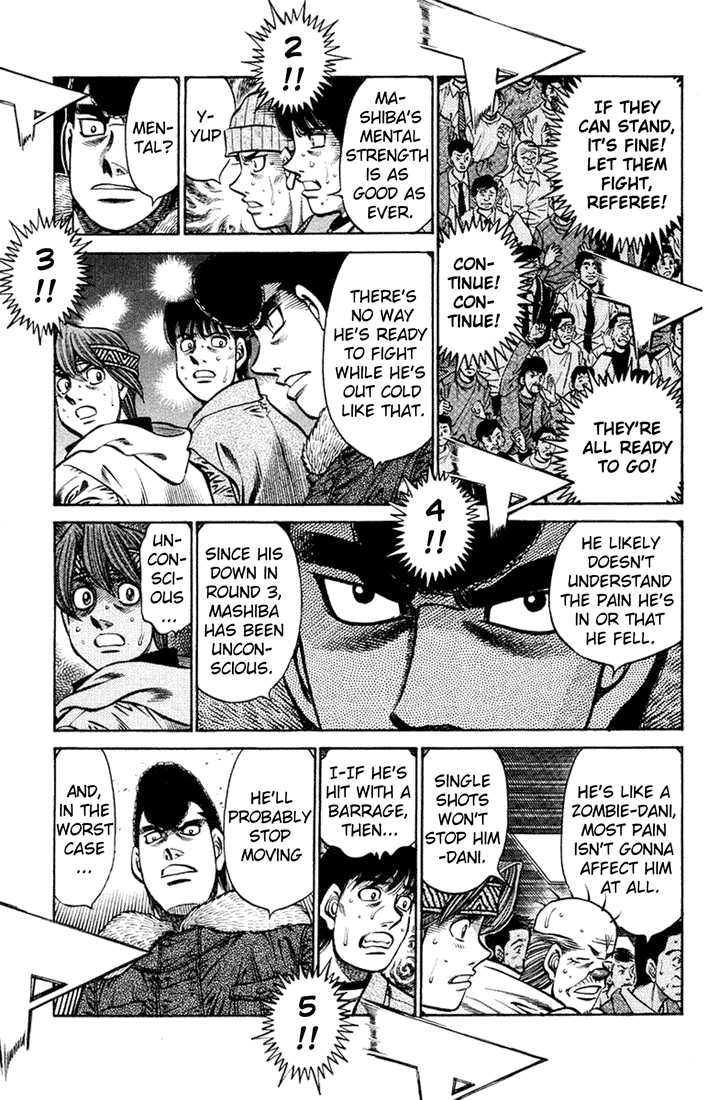 IF THEY
CAN STAND,
IT'S FINE!
LET THEM
FIGHT,
REFEREE!
CON-
TINUE!
CON-
TINUE!
THEY'RE
ALL READY
TO GO!
2
!!
MA-
SHIBA'S
MENTAL
STRENGTH
IS AS
GOOD AS
EVER.
Y-
YUP
MEN-
TAL?
3
!!
THERE'S
NO WAY
HE'S READY
TO FIGHT
WHILE HE'S
OUT COLD
LIKE THAT.
4
!!
HE LIKELY
DOESN'T
UNDERSTAND
THE PAIN HE'S
IN OR THAT
HE FELL.
SINCE HIS
DOWN IN
ROUND 3,
MASHIBA
HAS BEEN
UNCON-
SCIOUS.
UN-
CON-
SCI-
OUS
...
HE'S LIKE A
ZOMBIE-DANI,
MOST PAIN
ISN'T GONNA
AFFECT HIM
AT ALL.
SINGLE
SHOTS
WON'T
STOP HIM
-DANI.
I-IF HE'S
HIT WITH A
BARRAGE,
THEN...
HE'LL
PROBABLY
STOP
MOVING
AND,
IN THE
WORST
CASE
...
5
!!